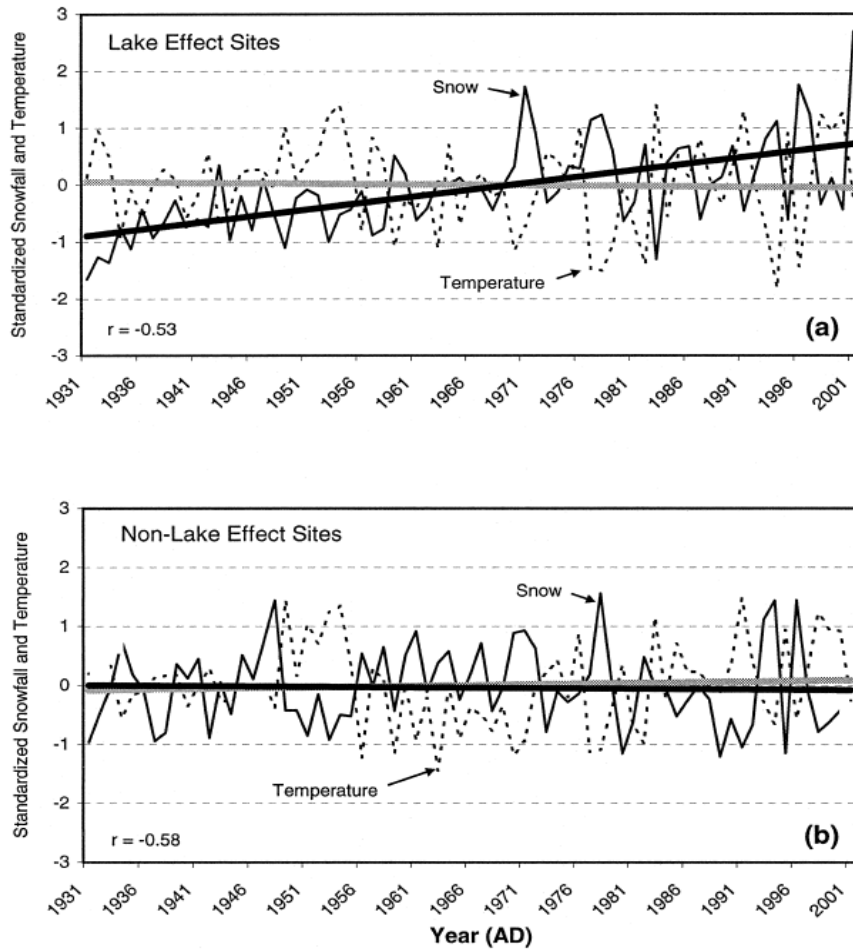 3
Lake Effect Sites
2
Snow
1
0
-1
Temperature
-2
r = -0.53
(a)
-3
Standardized Snowfall and Temperature
1931 1936 1941 1946 1951 1956 1961 1966 1971 1976 1981 1986 1991 1996 2001
3
Non-Lake Effect Sites
2
Snow
1
0
-1
Temperature
-2
r = -0.58
(b)
-3
Standardized Snowfall and Temperature
1931 1936 1941 1946 1951 1956 1961 1966 1971 1976 1981 1986 1991 1996 2001
Year (AD)